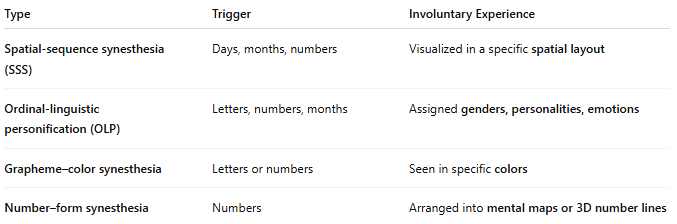 Type Trigger Involuntary Experience
Spatial-sequence synesthesia Days, months, numbers Visualized in a specific spatial layout
(SSS)
Ordinal-linguistic Letters, numbers, months Assigned genders, personalities, emotions
personification (OLP)
Grapheme–color synesthesia Letters or numbers Seen in specific colors
Number–form synesthesia Numbers Arranged into mental maps or 3D number lines